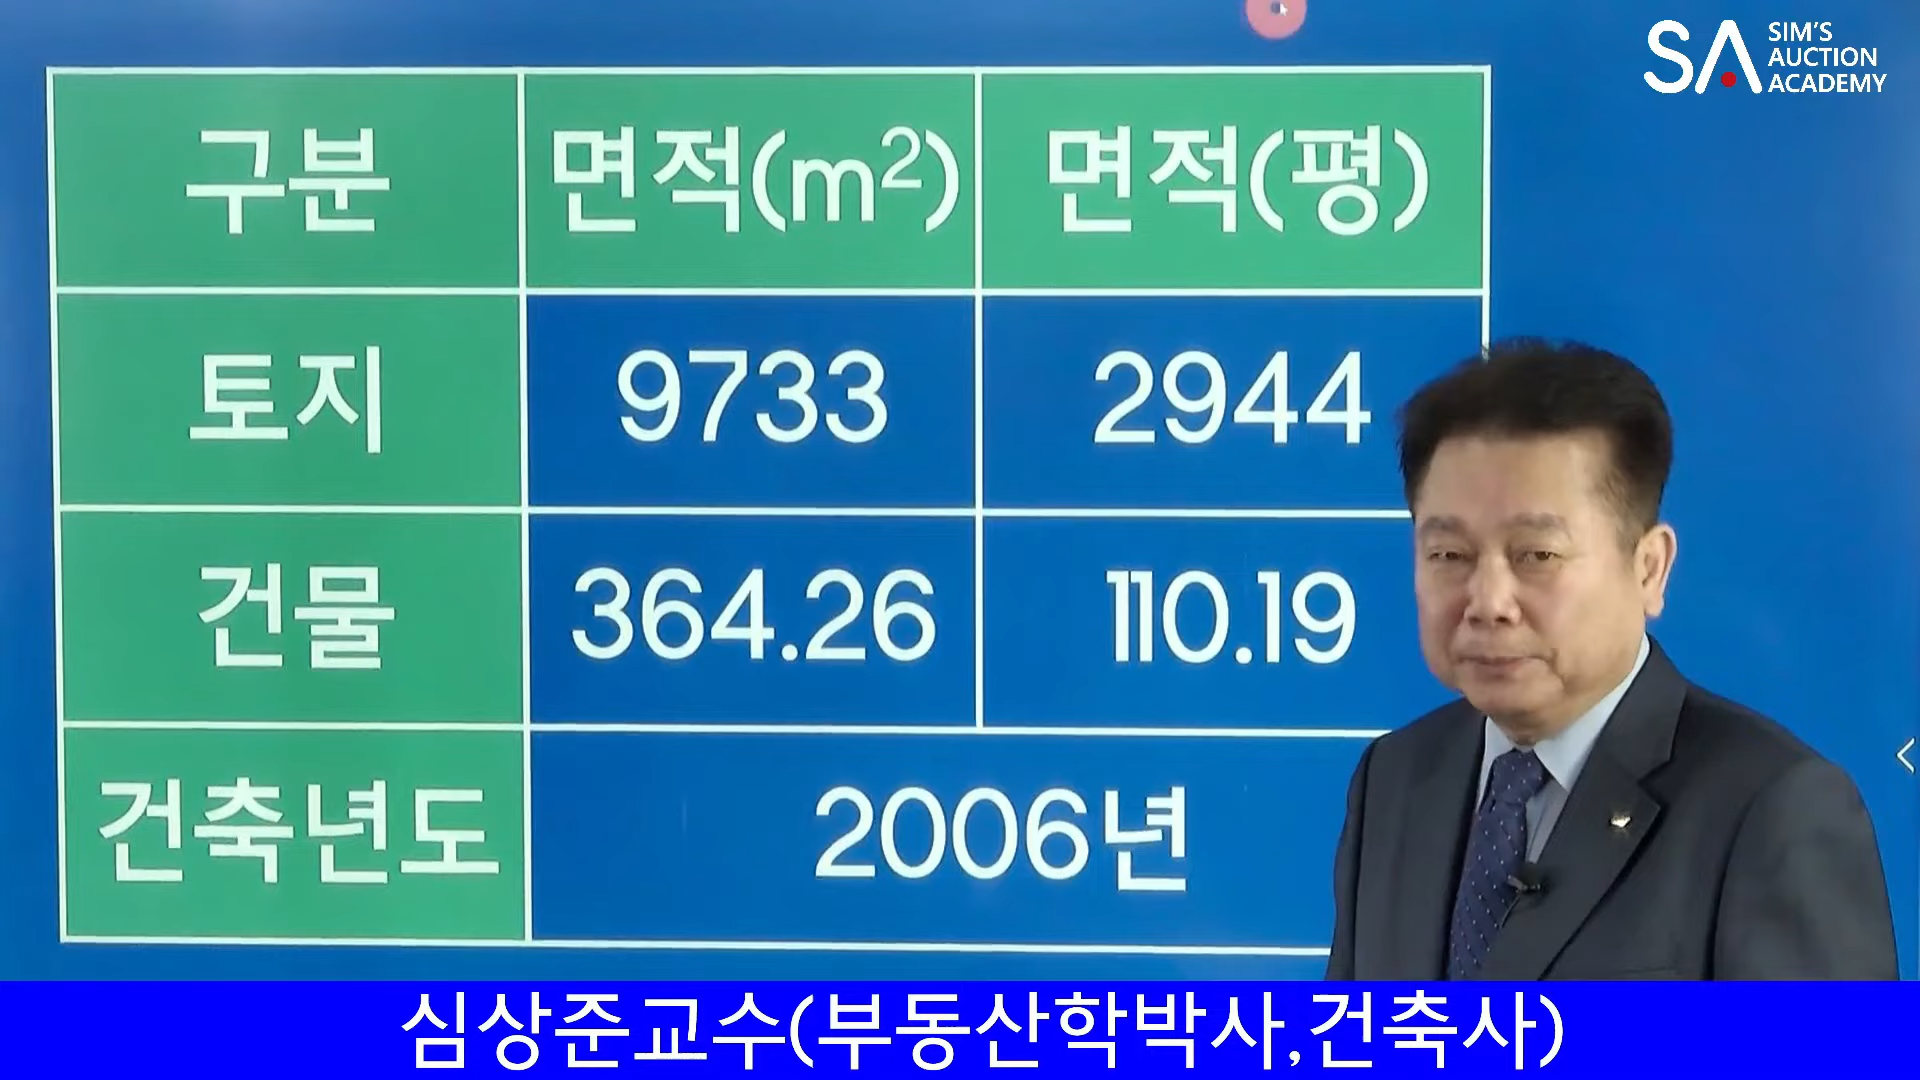 SA SIM'S
AUCTION
ACADEMY
구분 면적(m²) 면적(평)
토지 9733 2944
건물 364.26 110.19
건축년도 2006년
심상준교수(부동산학박사,건축사)